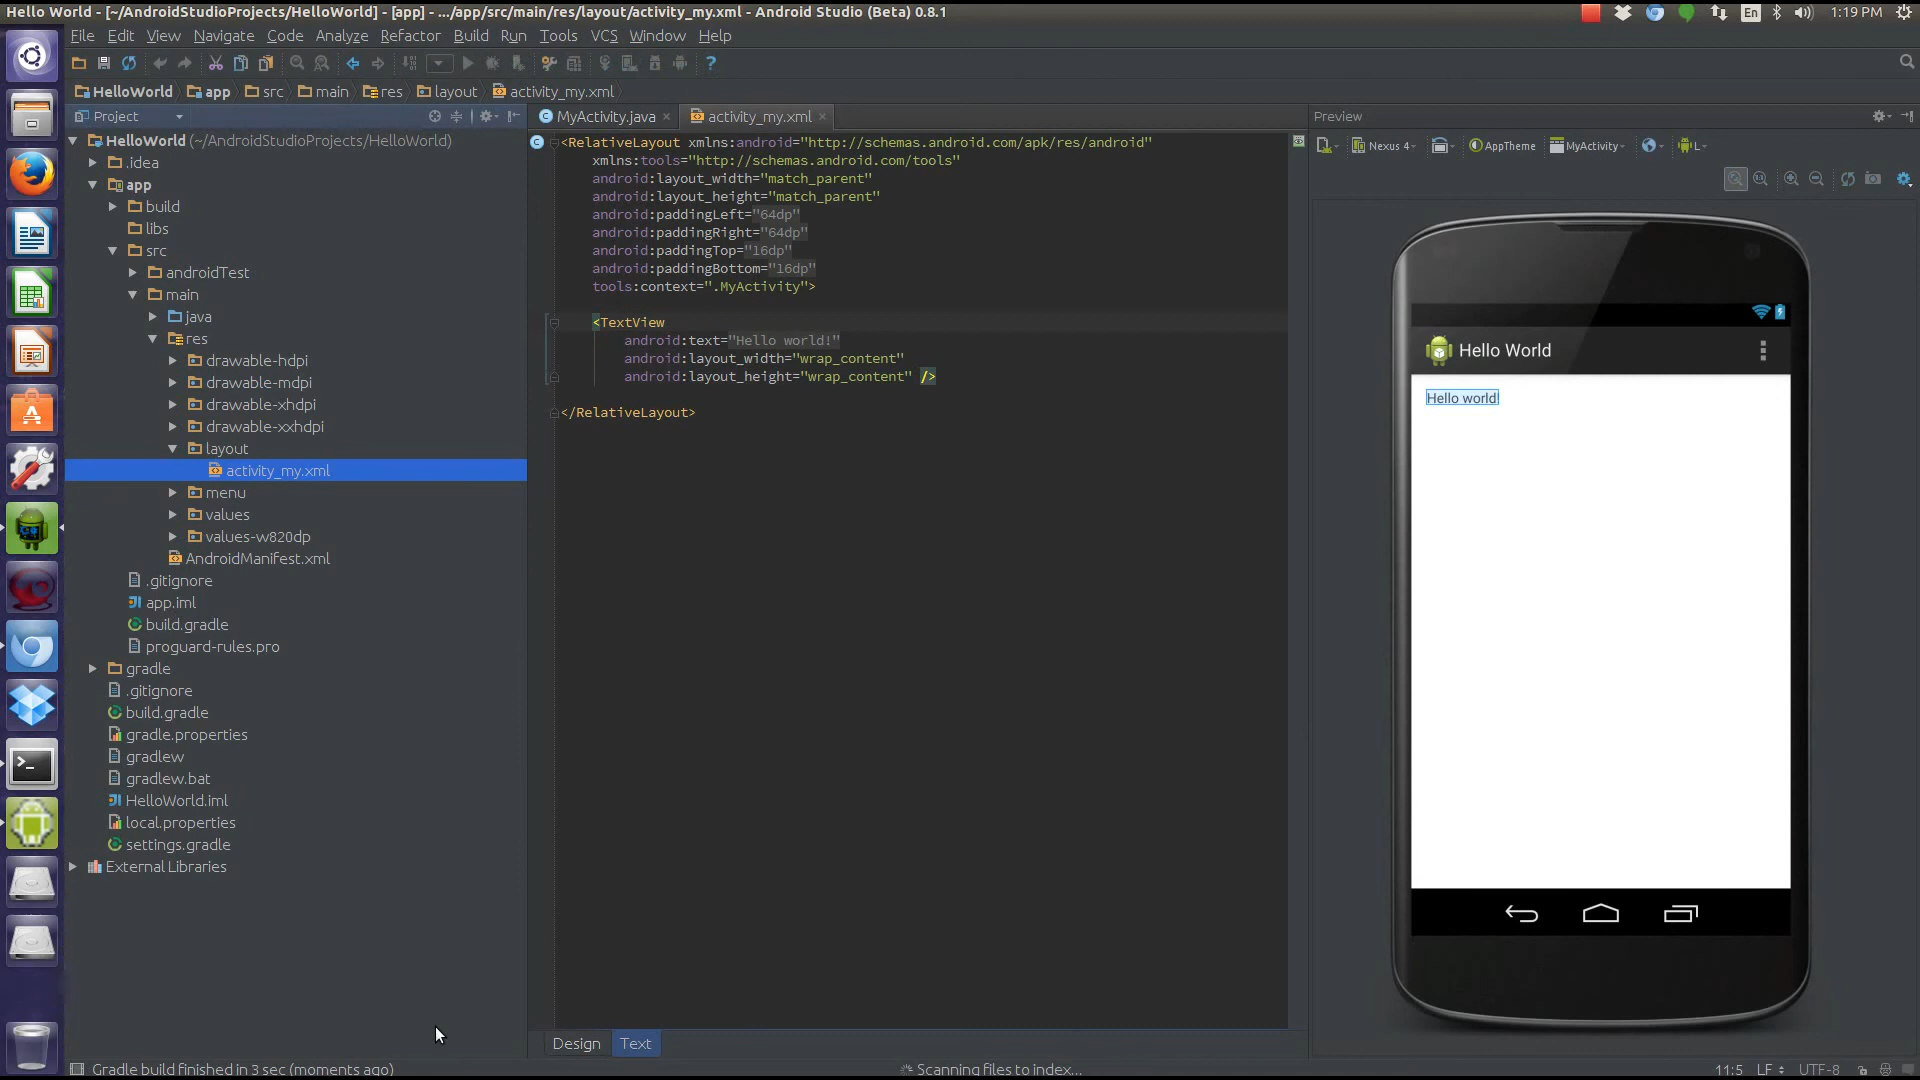 Hello World - [~/AndroidStudioProjects/HelloWorld] - [app] - .../app/src/main/res/layout/activity_my.xml - Android Studio (Beta) 0.8.1
En
1:19 PM
File Edit View Navigate Code Analyze Refactor Build Run Tools VCS Window Help
HelloWorld app src main res layout activity_my.xml
Project
HelloWorld (~/AndroidStudioProjects/HelloWorld)
.idea
app
build
libs
src
androidTest
main
java
res
drawable-hdpi
drawable-mdpi
drawable-xhdpi
drawable-xxhdpi
layout
activity_my.xml
menu
values
values-w820dp
AndroidManifest.xml
.gitignore
app.iml
build.gradle
proguard-rules.pro
gradle
.gitignore
build.gradle
gradle.properties
gradlew
gradlew.bat
HelloWorld.iml
local.properties
settings.gradle
External Libraries
MyActivity.java activity_my.xml
<RelativeLayout xmlns:android="http://schemas.android.com/apk/res/android"
xmlns:tools="http://schemas.android.com/tools"
android:layout_width="match_parent"
android:layout_height="match_parent"
android:paddingLeft="64dp"
android:paddingRight="64dp"
android:paddingTop="16dp"
android:paddingBottom="16dp"
tools:context=".MyActivity">
<TextView
android:text="Hello world!"
android:layout_width="wrap_content"
android:layout_height="wrap_content" />
</RelativeLayout>
Design Text
Preview
Nexus 4 AppTheme MyActivity L
Hello World
Hello world!
Gradle build finished in 3 sec (moments ago)
Scanning files to index...
11:5 LF UTF-8